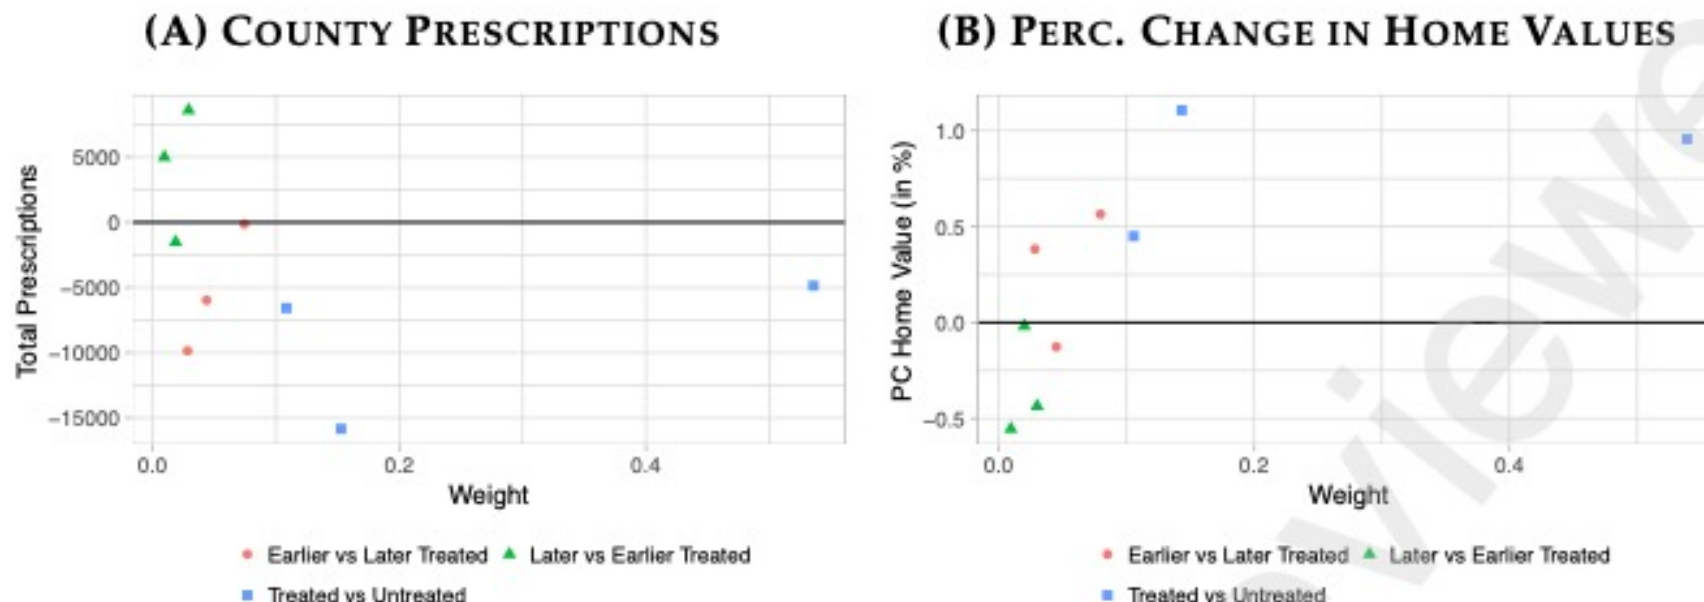 (A) COUNTY PRESCRIPTIONS
Total Prescriptions
5000
0
−5000
−10000
−15000
0.0 0.2 0.4
Weight
Earlier vs Later Treated Later vs Earlier Treated
Treated vs Untreated
(B) PERC. CHANGE IN HOME VALUES
PC Home Value (in %)
1.0
0.5
0.0
−0.5
0.0 0.2 0.4
Weight
Earlier vs Later Treated Later vs Earlier Treated
Treated vs Untreated